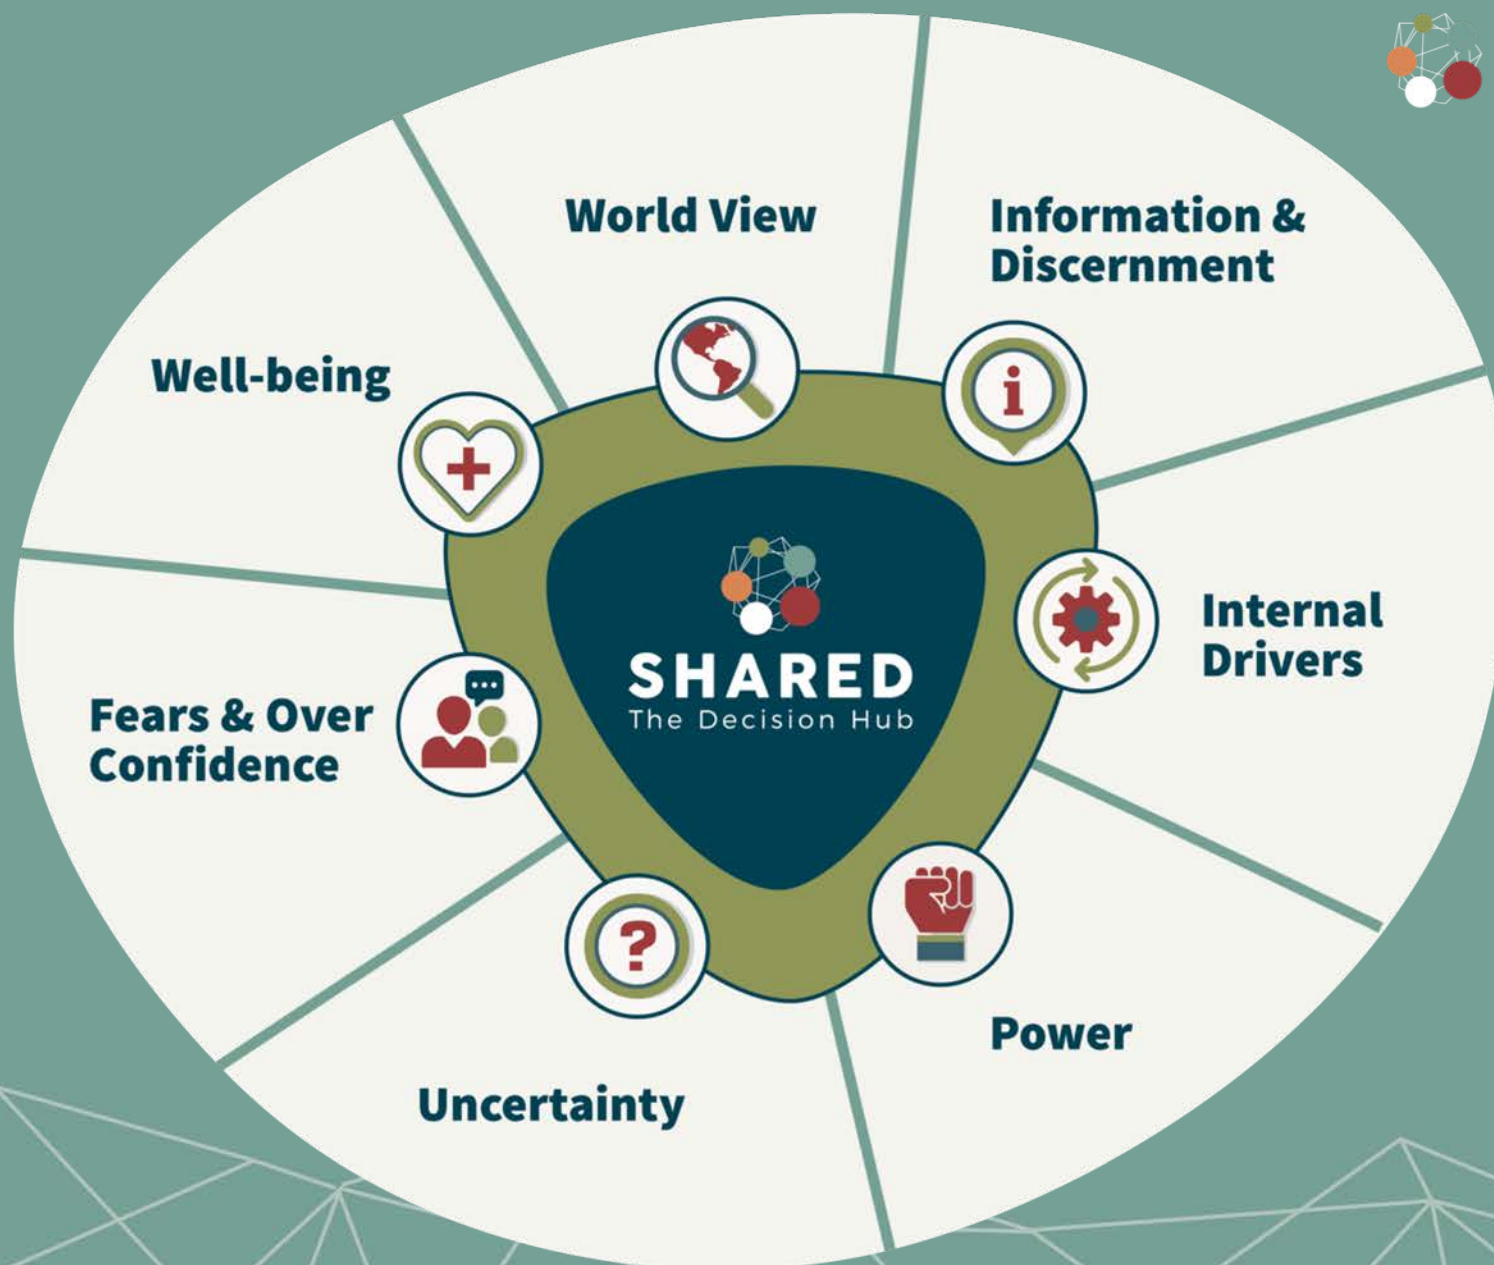 World View
Information &
Discernment
Well-being
i
Internal
Drivers
SHARED
The Decision Hub
Fears & Over
Confidence
?
Power
Uncertainty